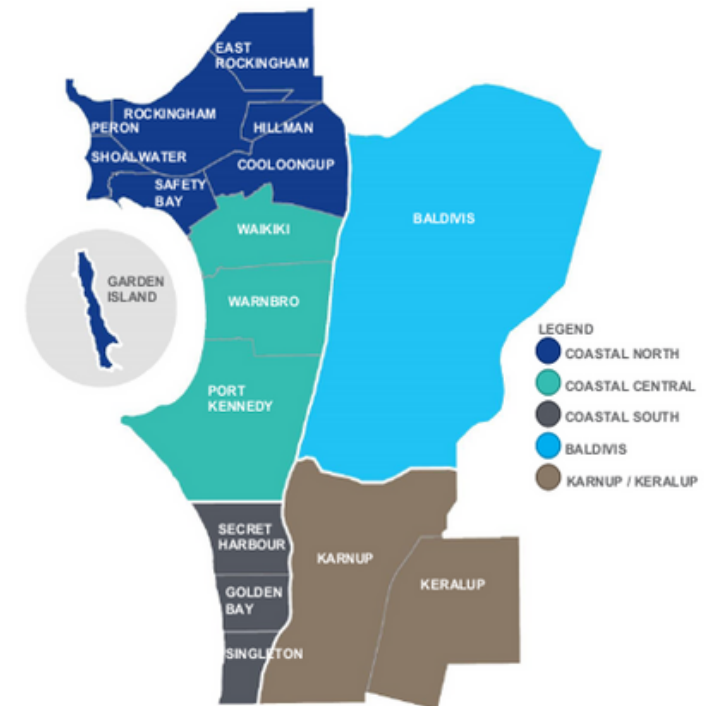 EAST
ROCKINGHAM
ROCKINGHAM
PERON
HILLMAN
SHOALWATER
COOLOONGUP
SAFETY
BAY
WAIKIKI
BALDIVIS
GARDEN
ISLAND
WARNBRO
LEGEND
COASTAL NORTH
COASTAL CENTRAL
COASTAL SOUTH
BALDIVIS
KARNUP / KERALUP
PORT
KENNEDY
SECRET
HARBOUR
KARNUP
KERALUP
GOLDEN
BAY
SINGLETON